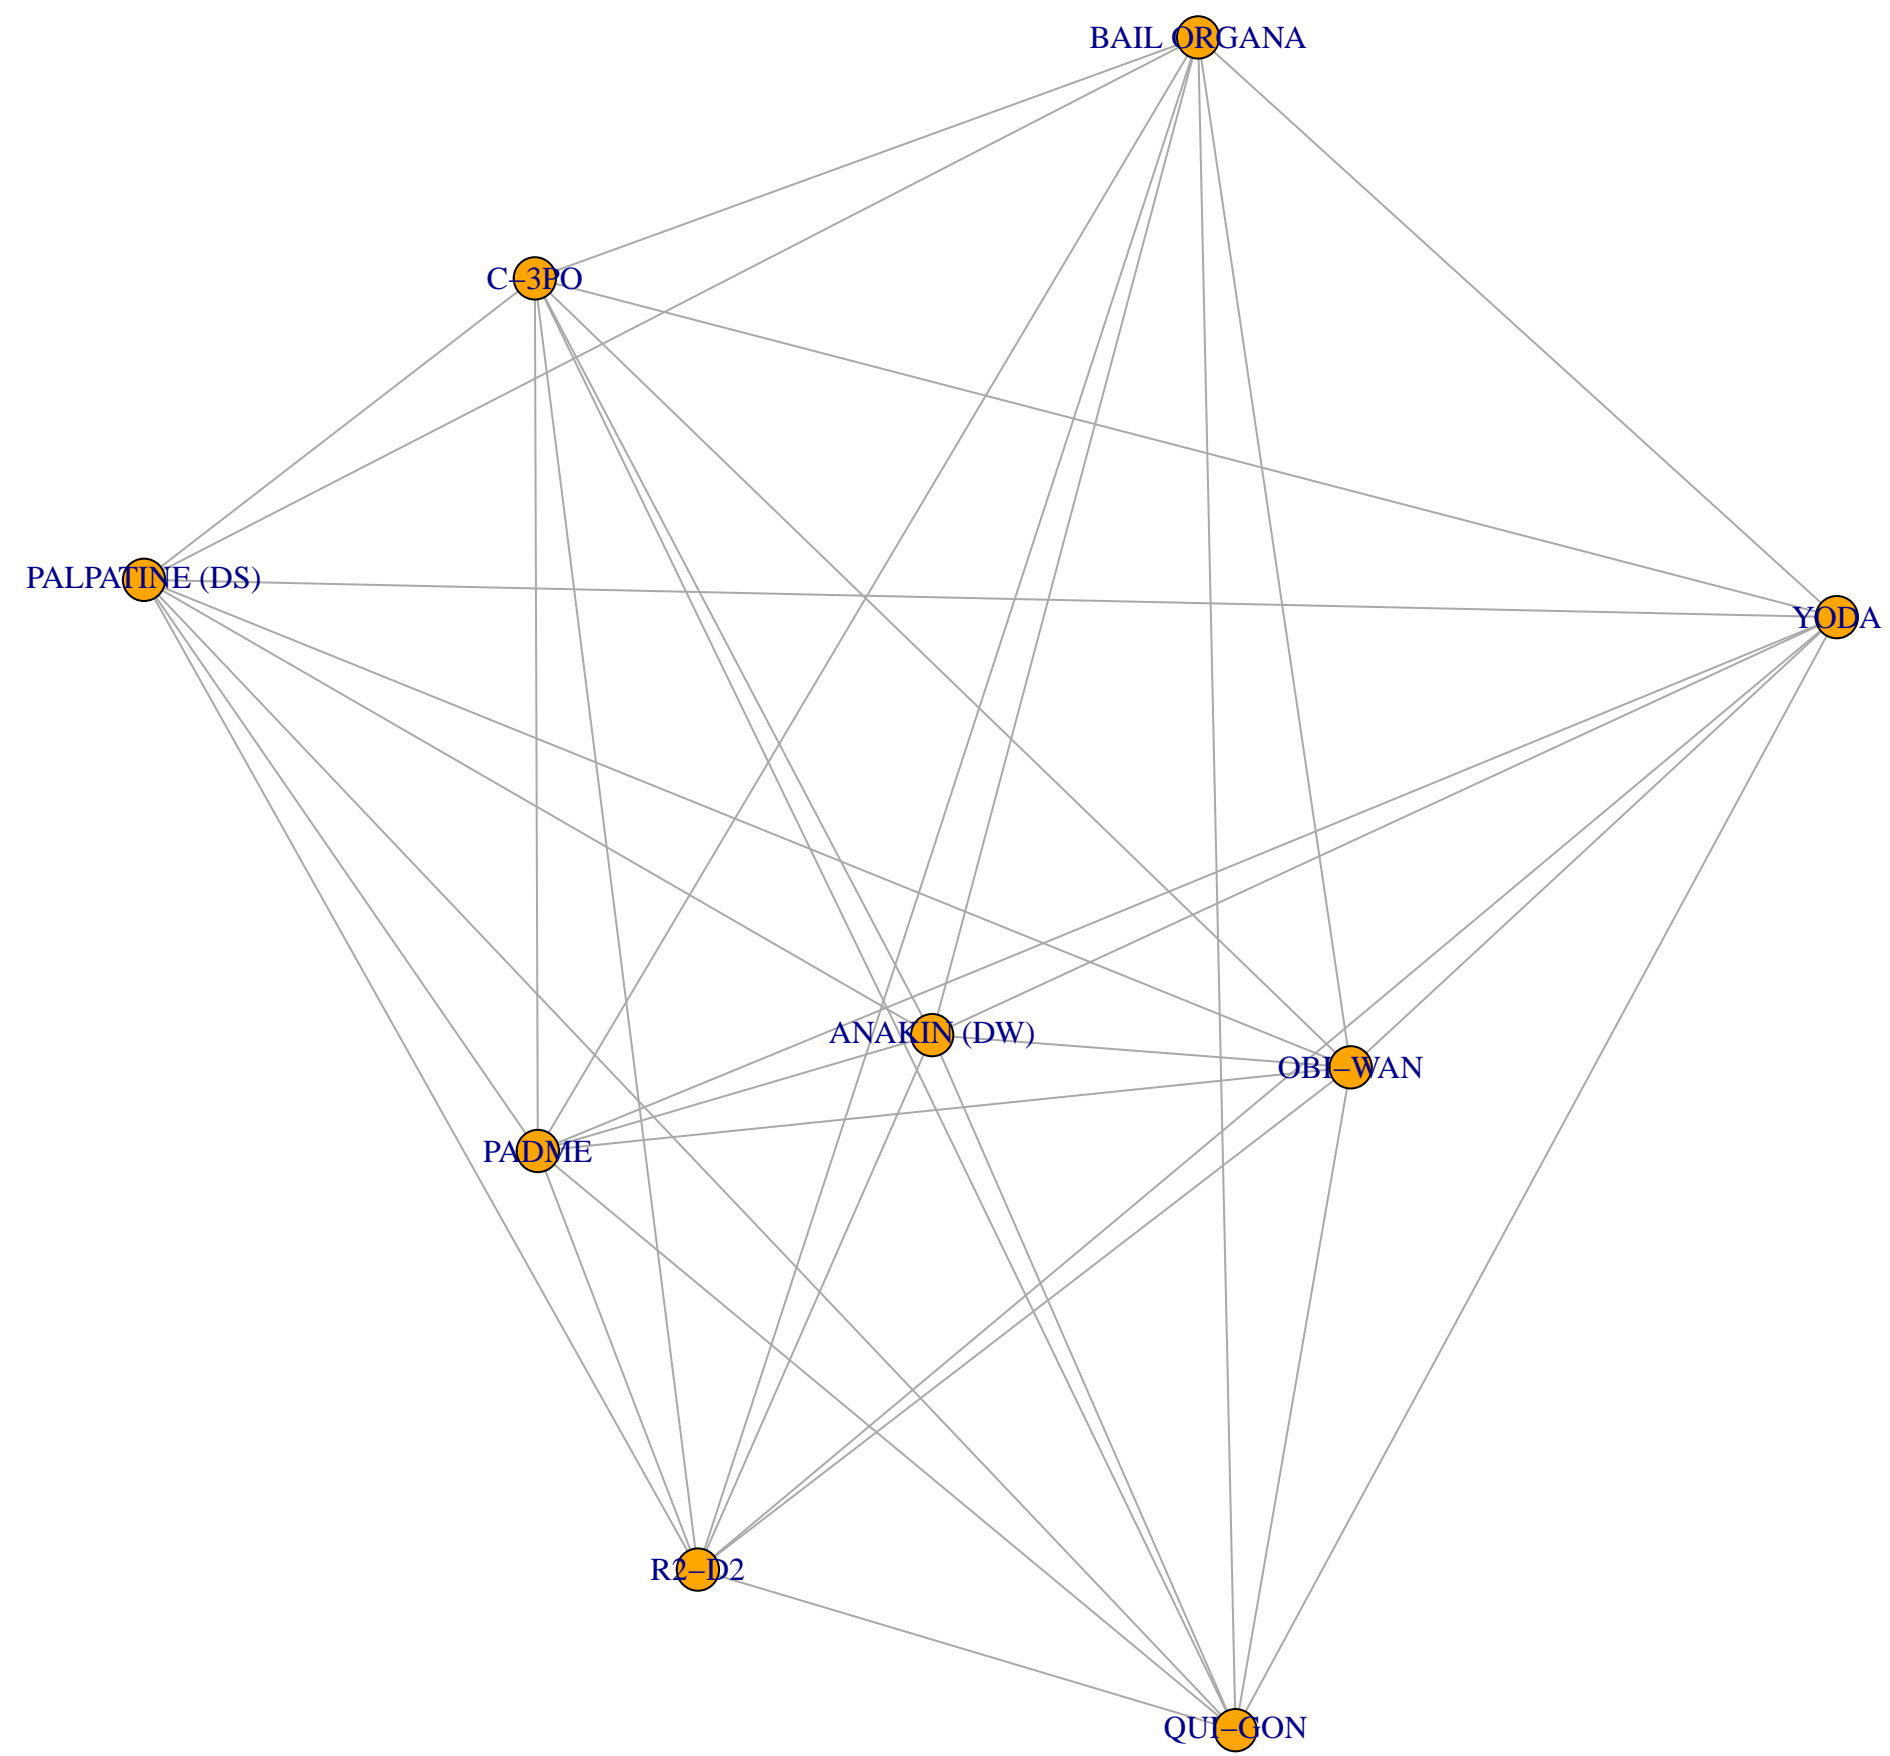 BAIL ORGANA
C–3PO
PALPATINE (DS)
YODA
ANAKIN (DW)
OBI–WAN
PADME
R2–D2
QUI–GON